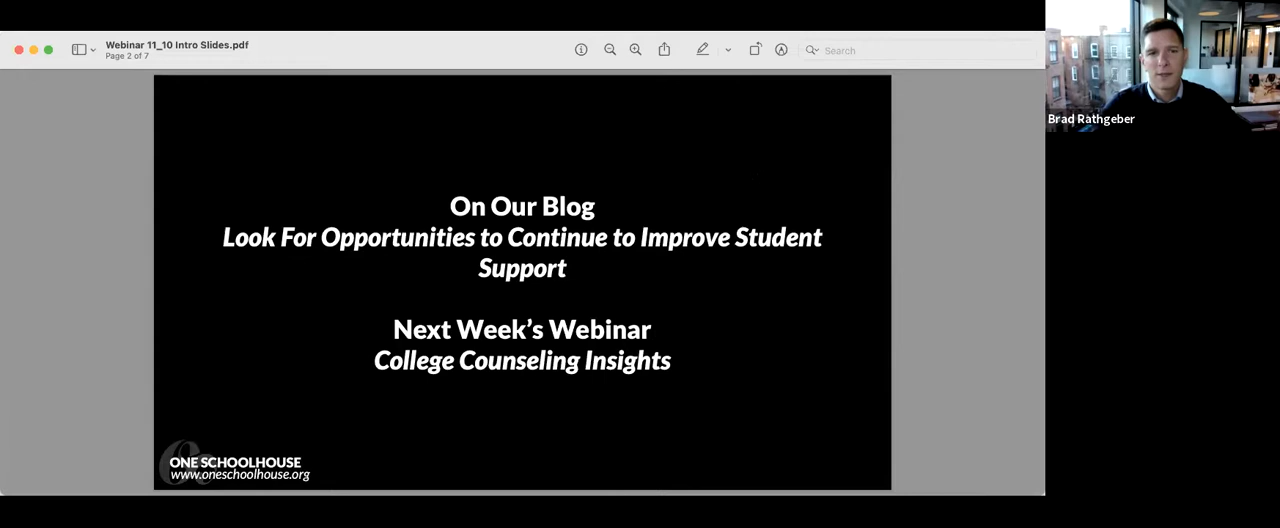 Webinar 11_10 Intro Slides.pdf
Page 2 of 7
Search
Brad Rathgeber
On Our Blog
Look For Opportunities to Continue to Improve Student
Support
Next Week’s Webinar
College Counseling Insights
ONE SCHOOLHOUSE
www.oneschoolhouse.org